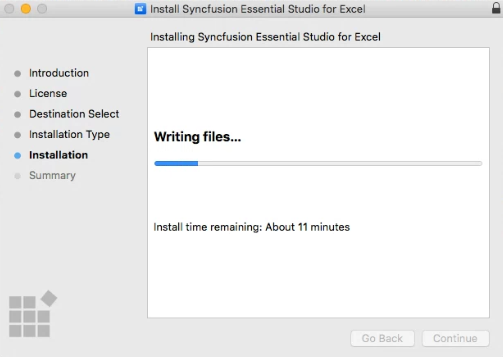 Install Syncfusion Essential Studio for Excel
Installing Syncfusion Essential Studio for Excel
Introduction
License
Destination Select
Installation Type
Installation
Summary
Writing files...
Install time remaining: About 11 minutes
Go Back
Continue